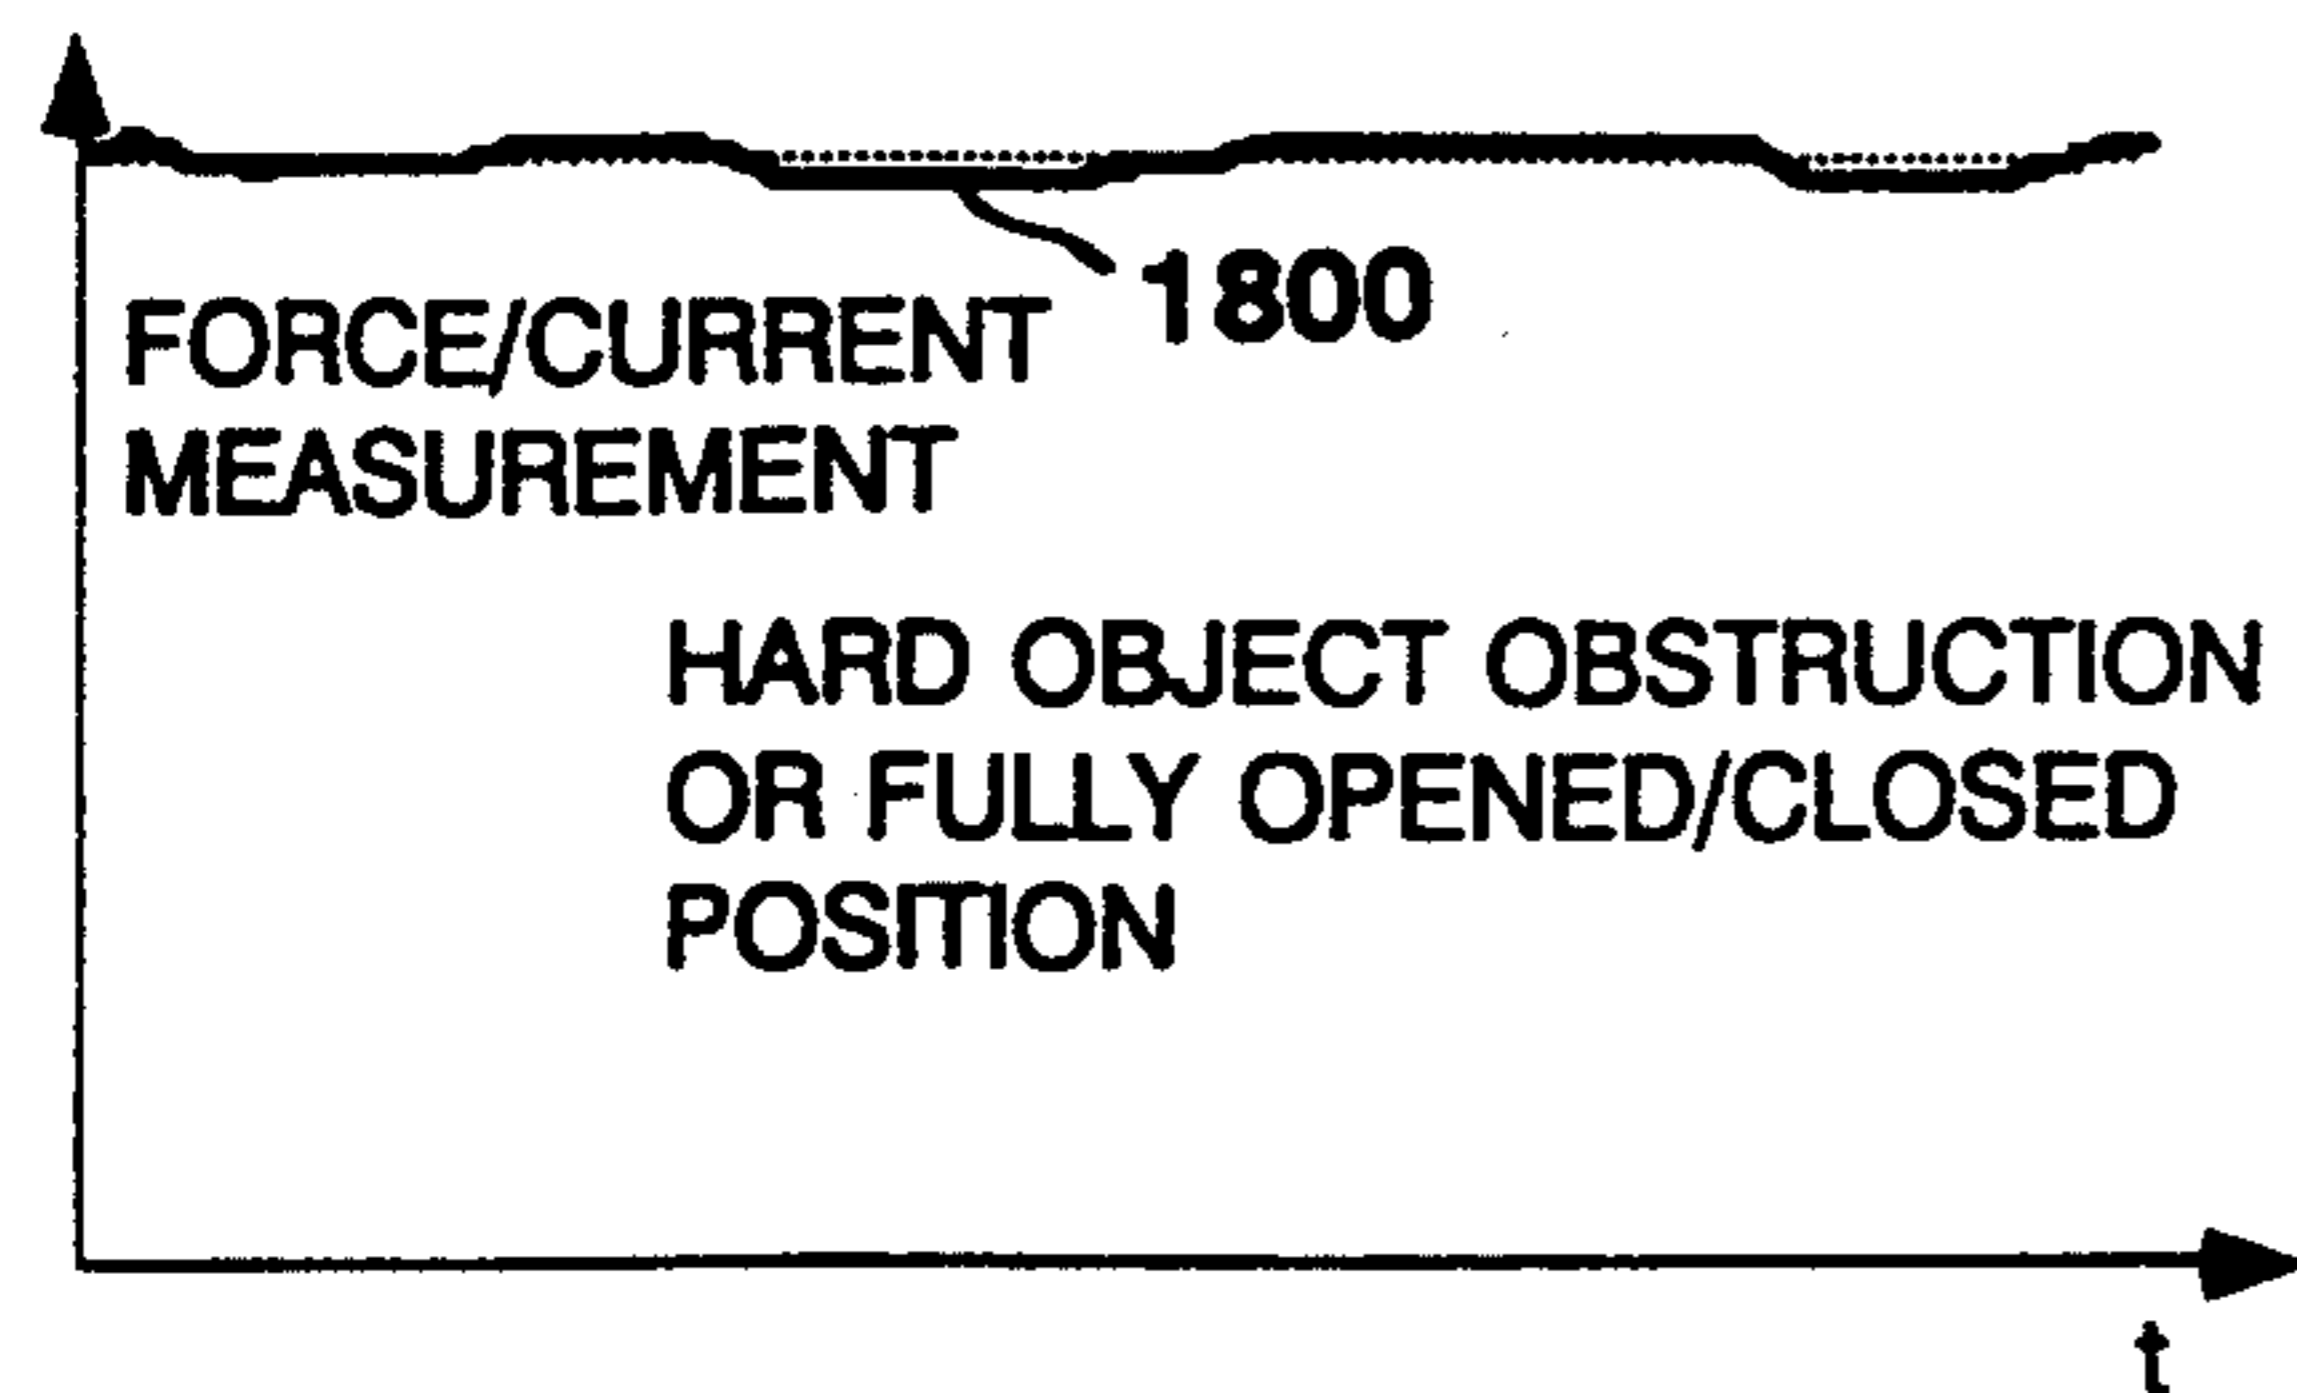 1800
FORCE/CURRENT
MEASUREMENT
HARD OBJECT OBSTRUCTION
OR FULLY OPENED/CLOSED
POSITION
t